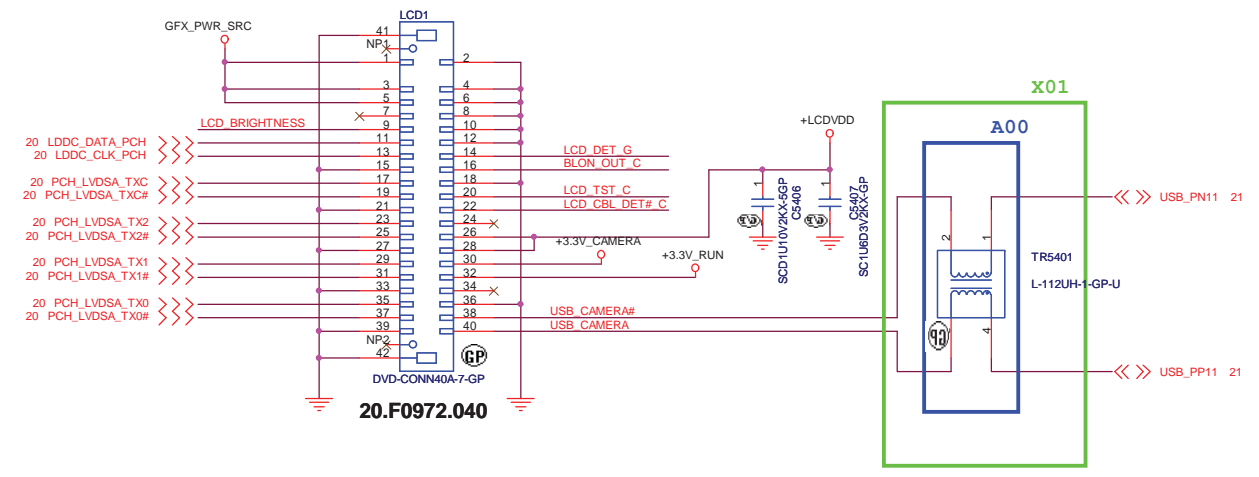 LCD1
GFX_PWR_SRC
41
NP1
1 2
3 4
5 6
7 8
LCD_BRIGHTNESS 9 10
20 LDDC_DATA_PCH 11 12
20 LDDC_CLK_PCH 13 14 LCD_DET_G
15 16 BLON_OUT_C
20 PCH_LVDSA_TXC 17 18
20 PCH_LVDSA_TXC# 19 20 LCD_TST_C
21 22 LCD_CBL_DET#_C
20 PCH_LVDSA_TX2 23 24
20 PCH_LVDSA_TX2# 25 26
27 28
20 PCH_LVDSA_TX1 29 30 +3.3V_CAMERA
20 PCH_LVDSA_TX1# 31 32 +3.3V_RUN
33 34
20 PCH_LVDSA_TX0 35 36
20 PCH_LVDSA_TX0# 37 38 USB_CAMERA#
39 40 USB_CAMERA
NP2
42
GP
DVD-CONN40A-7-GP
20.F0972.040
+LCDVDD
1
C5406
SCD1U10V2KX-5GP
1
C5407
SC1U6D3V2KX-GP
X01
A00
2 1
TR5401
L-112UH-1-GP-U
4
GP
USB_PN11 21
USB_PP11 21